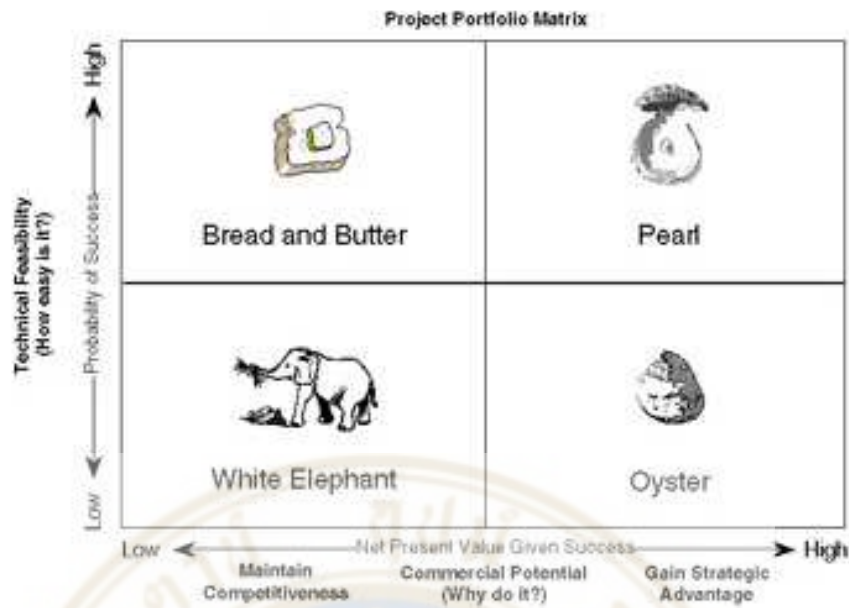 Project Portfolio Matrix
High
Technical Feasibility
(How easy is it?)
Probability of Success
Low
Bread and Butter
Pearl
White Elephant
Oyster
Low
Net Present Value Given Success
High
Maintain
Competitiveness
Commercial Potential
(Why do it?)
Gain Strategic
Advantage